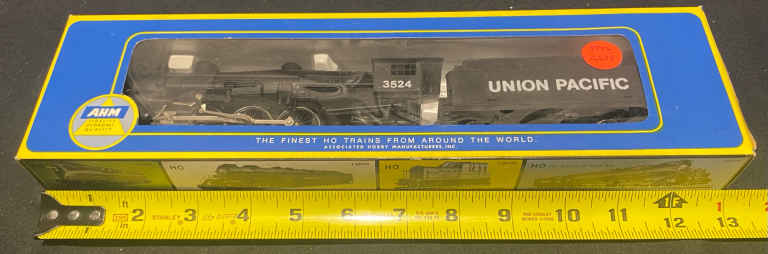 UNION PACIFIC
3524
AHM
THE FINEST HO TRAINS FROM AROUND THE WORLD.
ASSOCIATED HOBBY MANUFACTURERS, INC.
HO
HO
HO
2 3 4 5 6 7 8 9 10 11 12 13
STANLEY